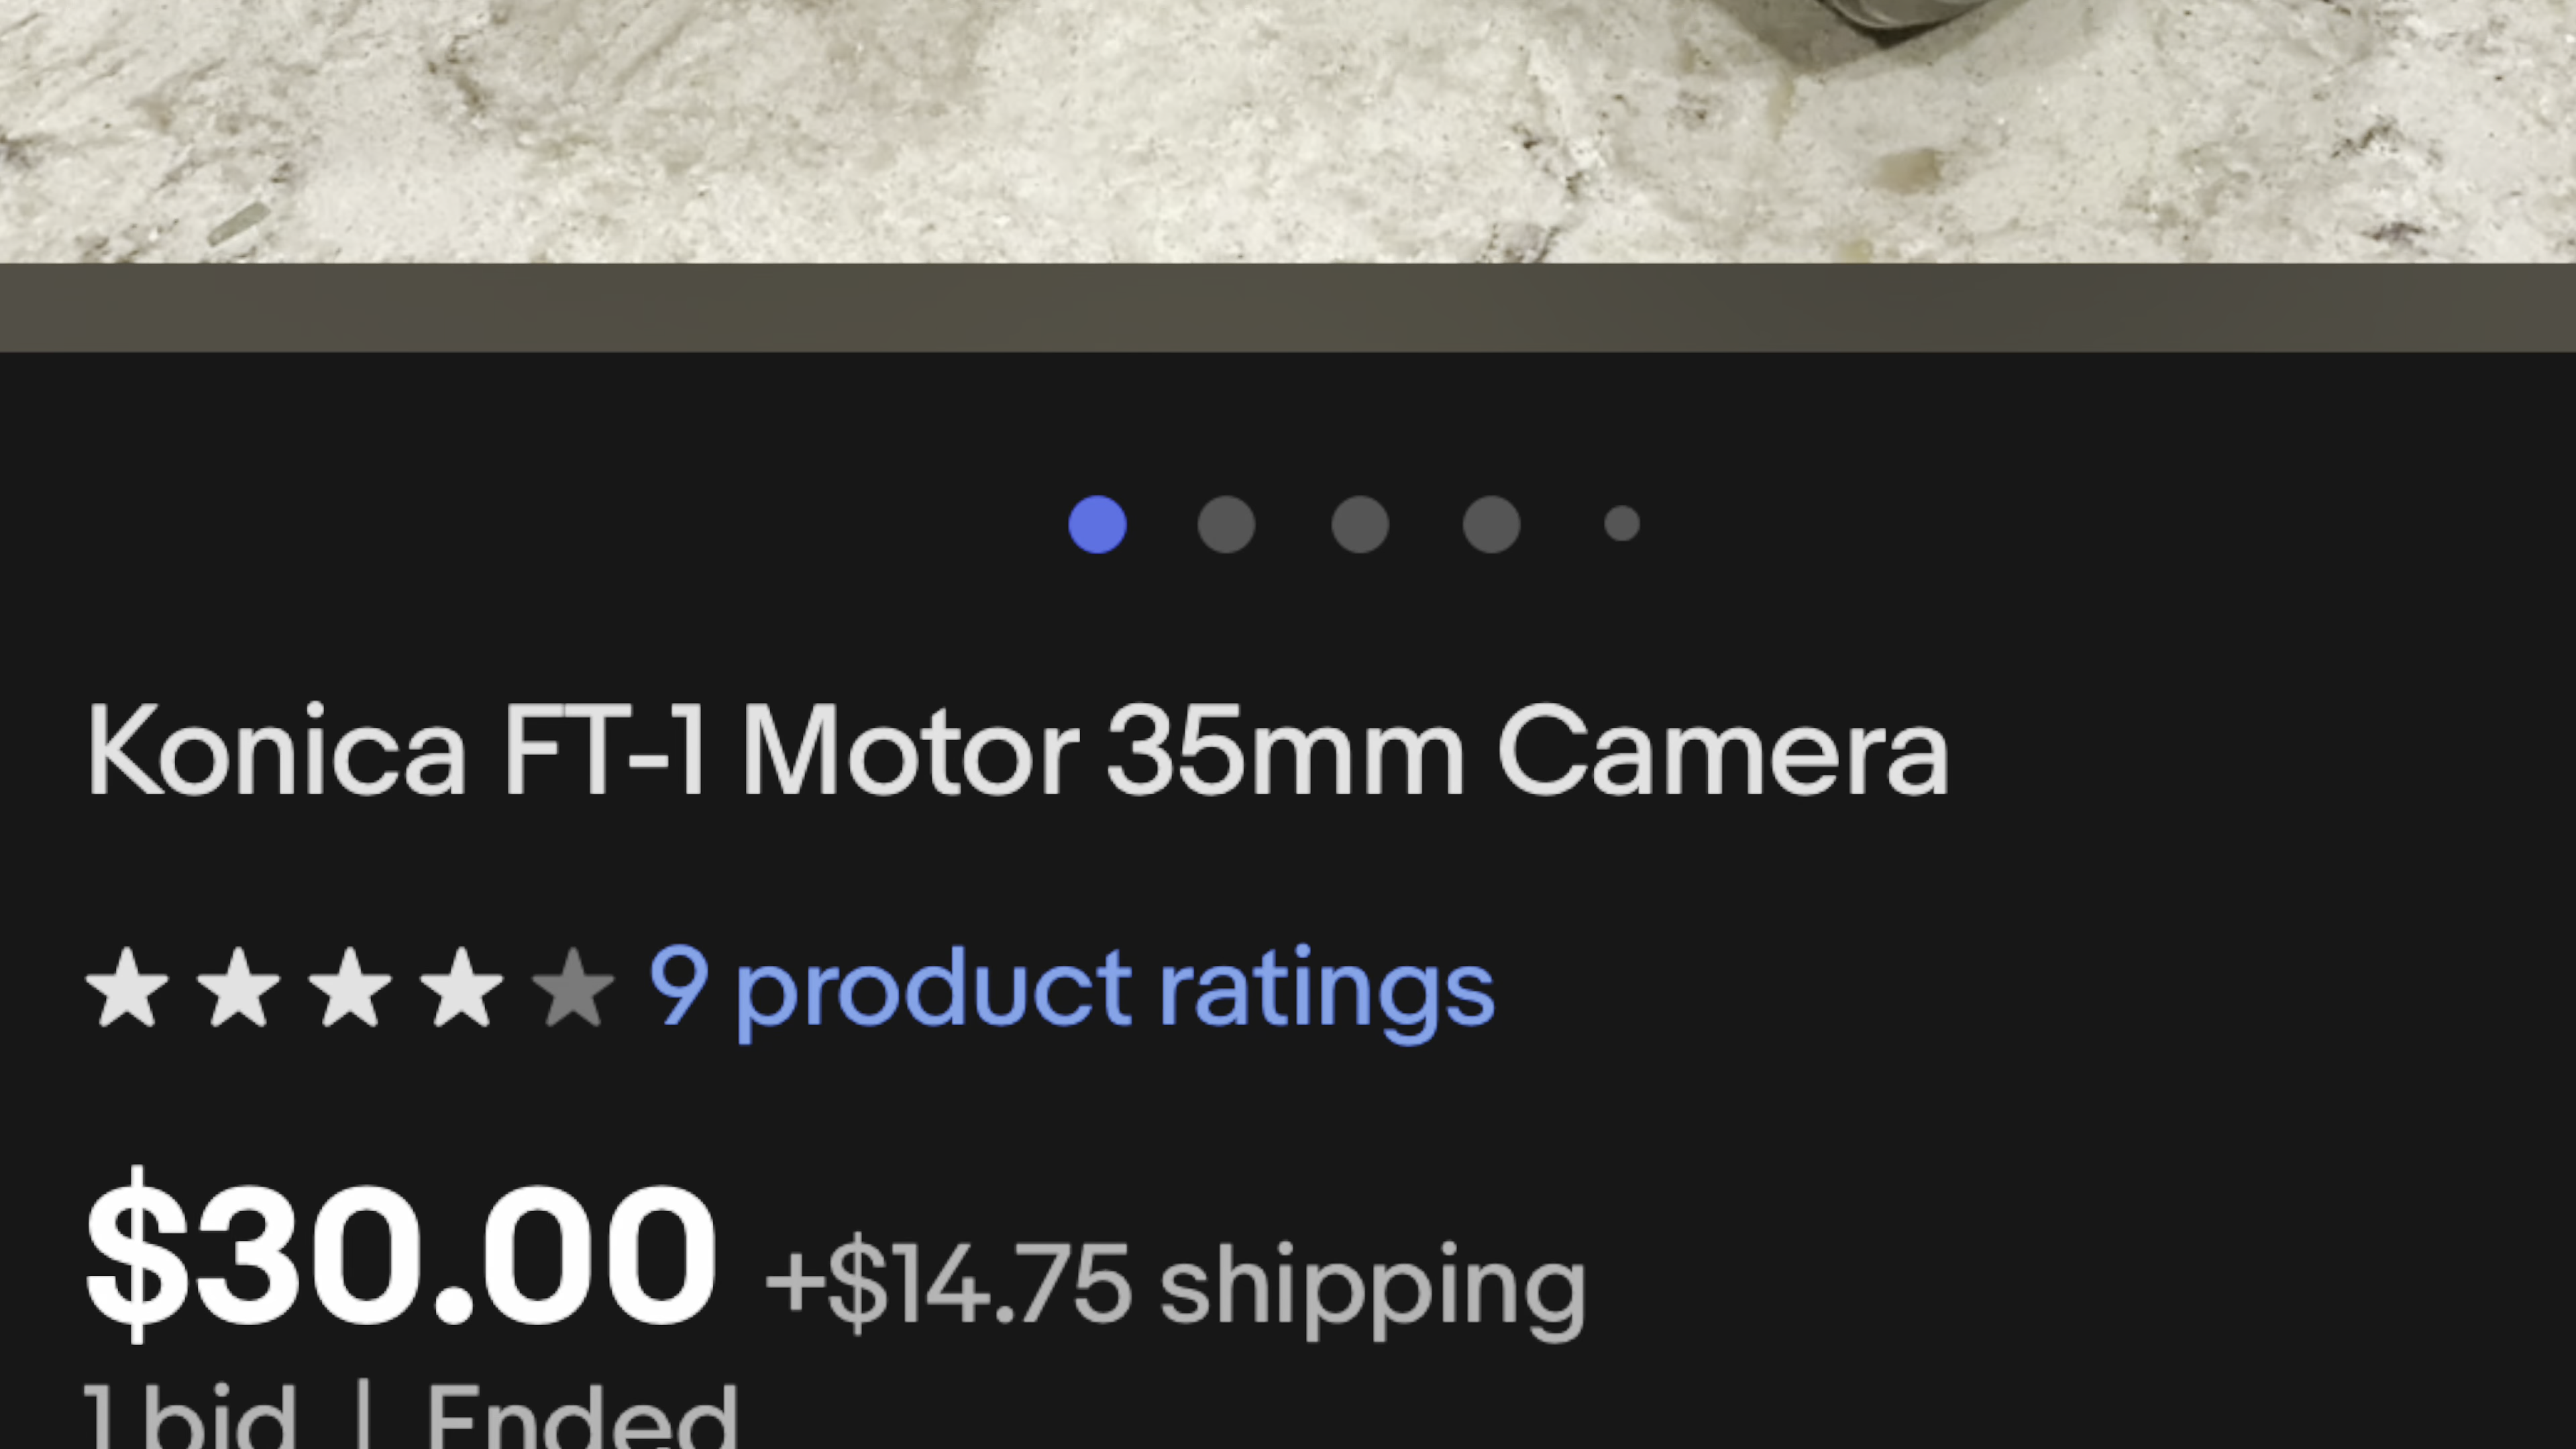 Konica FT-1 Motor 35mm Camera
9 product ratings
$30.00 +$14.75 shipping
1 bid | Ended